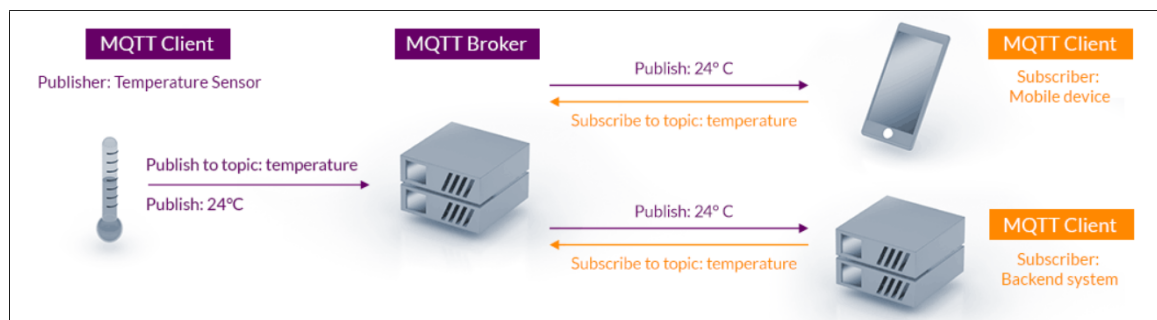 MQTT Client
Publisher: Temperature Sensor
Publish to topic: temperature
Publish: 24°C
MQTT Broker
Publish: 24° C
Subscribe to topic: temperature
MQTT Client
Subscriber:
Mobile device
Publish: 24° C
Subscribe to topic: temperature
MQTT Client
Subscriber:
Backend system